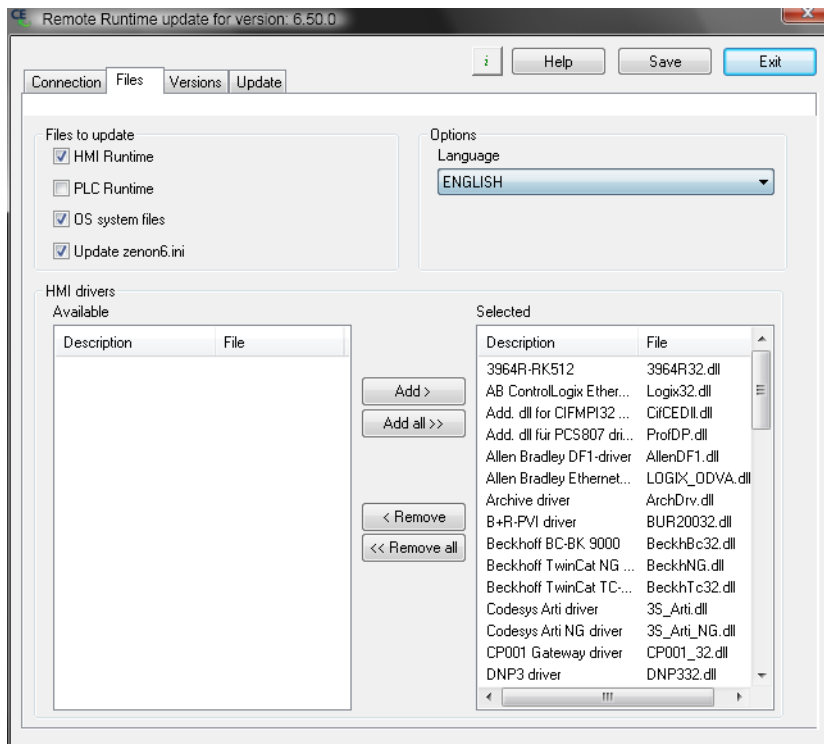 CE Remote Runtime update for version: 6.50.0
i Help Save Exit
Connection Files Versions Update
Files to update
HMI Runtime
PLC Runtime
OS system files
Update zenon6.ini
Options
Language
ENGLISH
HMI drivers
Available
Description File
Add >
Add all >>
< Remove
<< Remove all
Selected
Description File
3964R-RK512 3964R32.dll
AB ControlLogix Ether... Logix32.dll
Add. dll for CIFMPI32 ... CifCEDll.dll
Add. dll für PCS807 dri... ProfDP.dll
Allen Bradley DF1-driver AllenDF1.dll
Allen Bradley Ethernet... LOGIX_ODVA.dll
Archive driver ArchDrv.dll
B+R-PVI driver BUR20032.dll
Beckhoff BC-BK 9000 BeckhBc32.dll
Beckhoff TwinCat NG ... BeckhNG.dll
Beckhoff TwinCat TC-... BeckhTc32.dll
Codesys Arti driver 3S_Arti.dll
Codesys Arti NG driver 3S_Arti_NG.dll
CP001 Gateway driver CP001_32.dll
DNP3 driver DNP332.dll